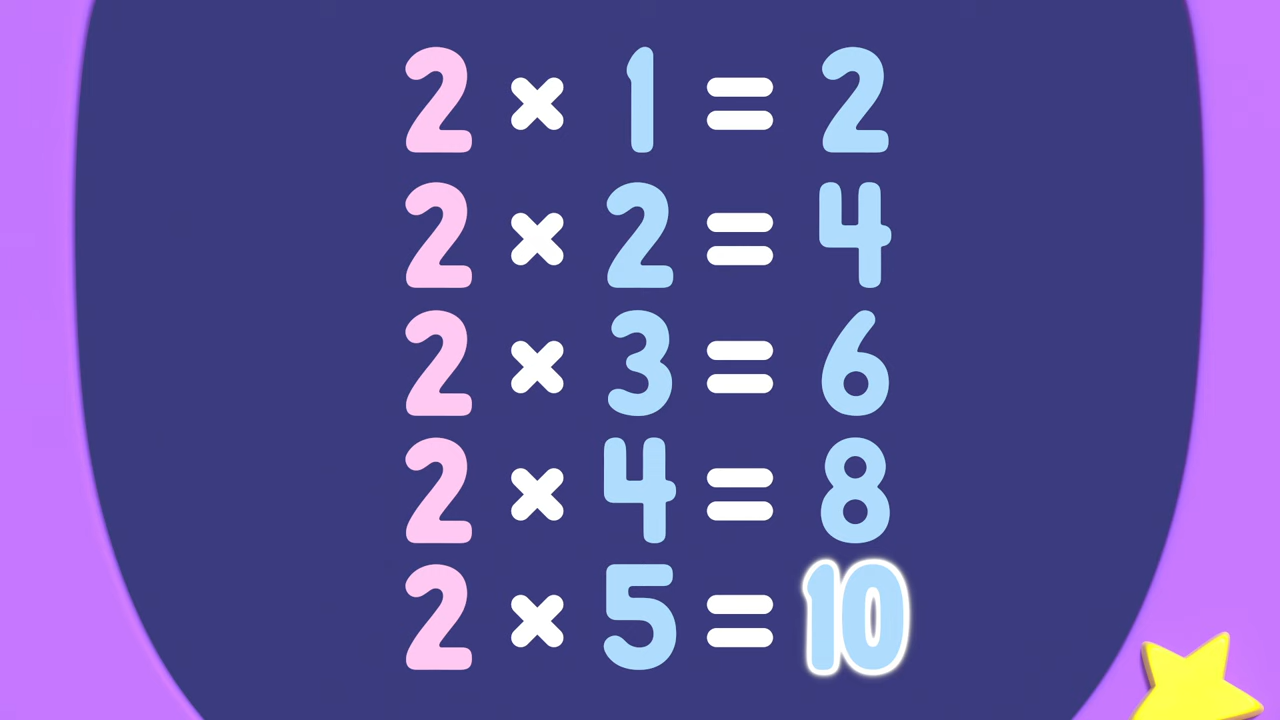 2 × 1 = 2
2 × 2 = 4
2 × 3 = 6
2 × 4 = 8
2 × 5 = 10